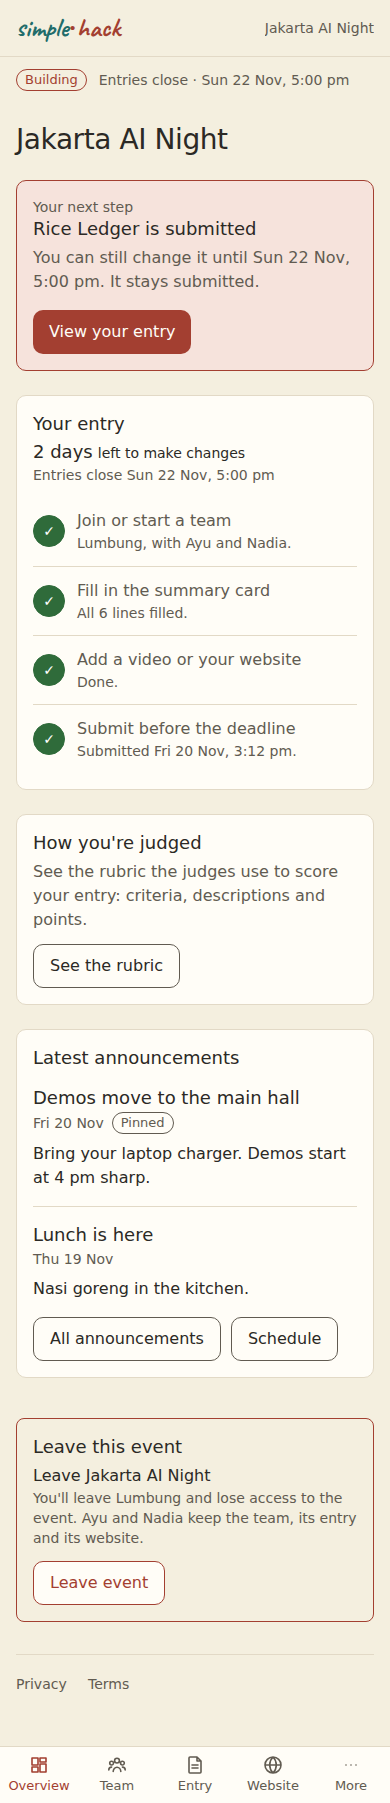 simple·hack
Jakarta AI Night
Building
Entries close · Sun 22 Nov, 5:00 pm
Jakarta AI Night
Your next step
Rice Ledger is submitted
You can still change it until Sun 22 Nov,
5:00 pm. It stays submitted.
View your entry
Your entry
2 days left to make changes
Entries close Sun 22 Nov, 5:00 pm
✓
Join or start a team
Lumbung, with Ayu and Nadia.
✓
Fill in the summary card
All 6 lines filled.
✓
Add a video or your website
Done.
✓
Submit before the deadline
Submitted Fri 20 Nov, 3:12 pm.
How you're judged
See the rubric the judges use to score
your entry: criteria, descriptions and
points.
See the rubric
Latest announcements
Demos move to the main hall
Fri 20 Nov Pinned
Bring your laptop charger. Demos start
at 4 pm sharp.
Lunch is here
Thu 19 Nov
Nasi goreng in the kitchen.
All announcements
Schedule
Leave this event
Leave Jakarta AI Night
You'll leave Lumbung and lose access to the
event. Ayu and Nadia keep the team, its entry
and its website.
Leave event
Privacy
Terms
Overview
Team
Entry
Website
More